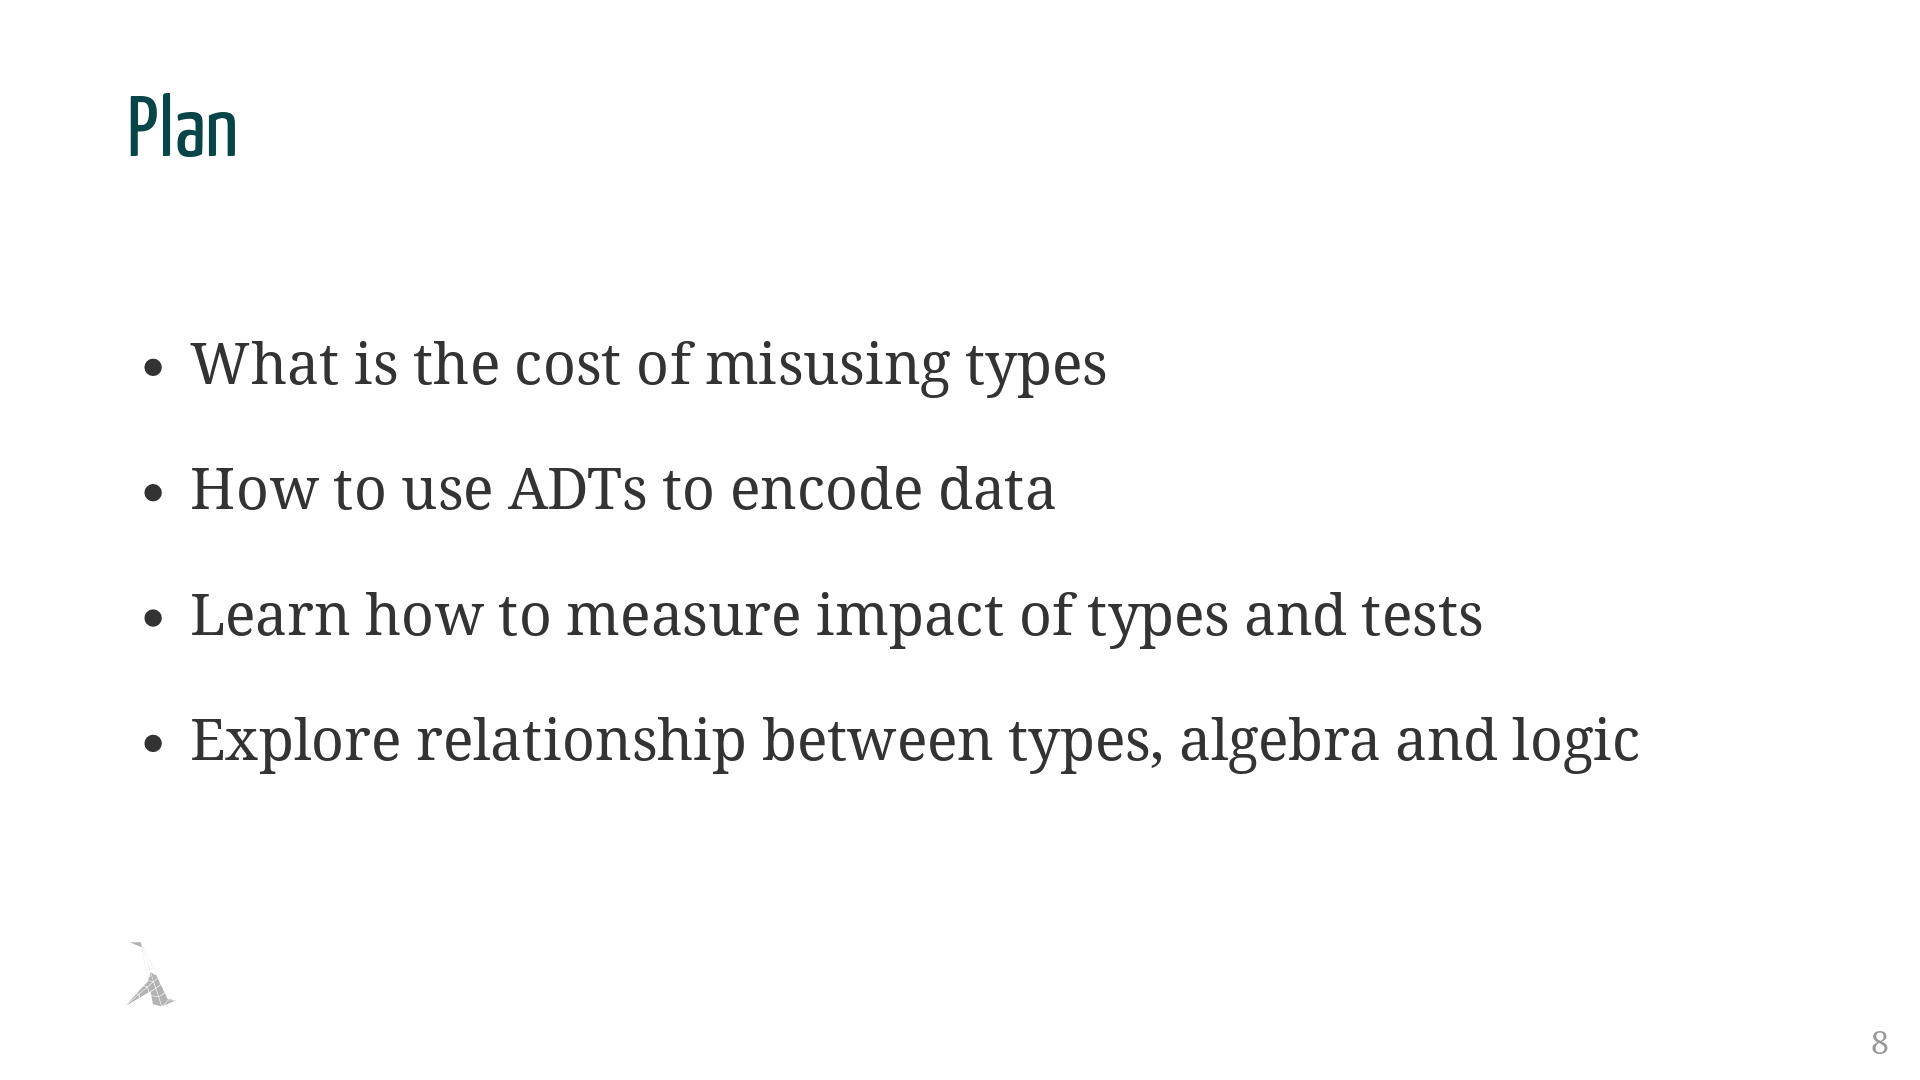 Plan
• What is the cost of misusing types
• How to use ADTs to encode data
• Learn how to measure impact of types and tests
• Explore relationship between types, algebra and logic
8